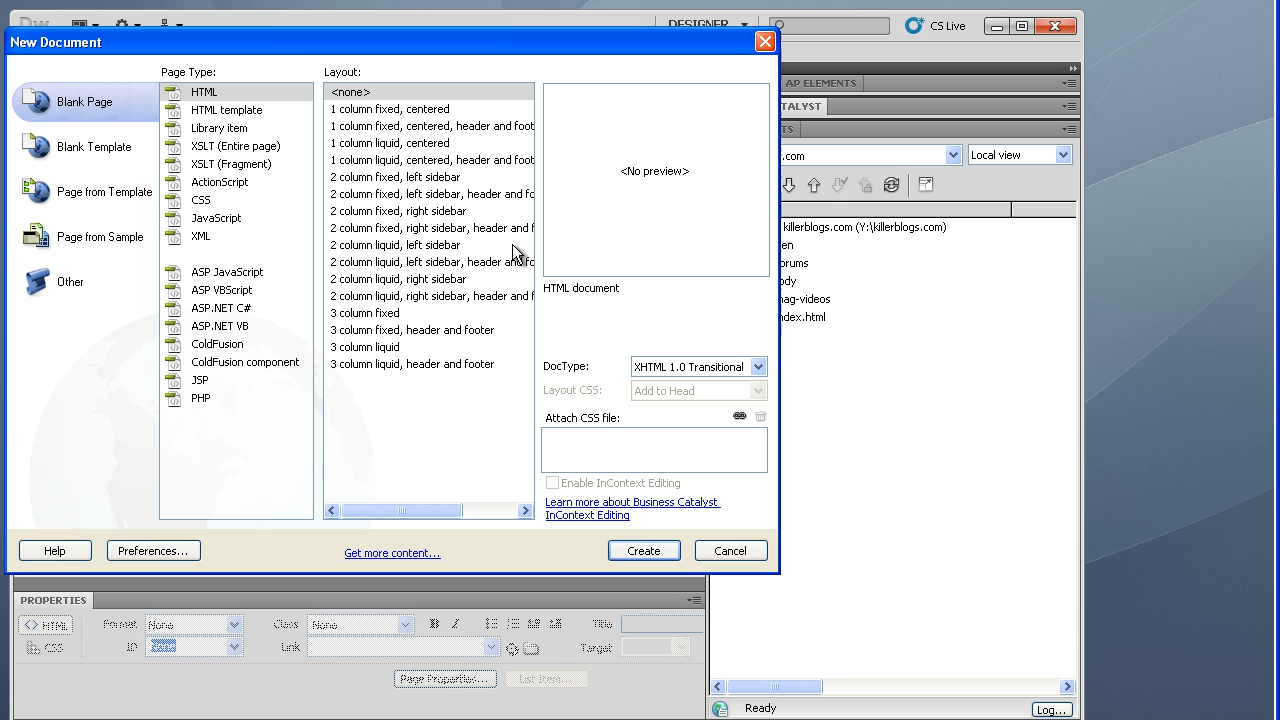 Dw
DESIGNER
CS Live
New Document
Page Type:
Layout:
Blank Page
Blank Template
Page from Template
Page from Sample
Other
HTML
HTML template
Library item
XSLT (Entire page)
XSLT (Fragment)
ActionScript
CSS
JavaScript
XML
ASP JavaScript
ASP VBScript
ASP.NET C#
ASP.NET VB
ColdFusion
ColdFusion component
JSP
PHP
<none>
1 column fixed, centered
1 column fixed, centered, header and foot
1 column liquid, centered
1 column liquid, centered, header and foot
2 column fixed, left sidebar
2 column fixed, left sidebar, header and fo
2 column fixed, right sidebar
2 column fixed, right sidebar, header and f
2 column liquid, left sidebar
2 column liquid, left sidebar, header and fo
2 column liquid, right sidebar
2 column liquid, right sidebar, header and f
3 column fixed
3 column fixed, header and footer
3 column liquid
3 column liquid, header and footer
<No preview>
HTML document
DocType:
XHTML 1.0 Transitional
Layout CSS:
Add to Head
Attach CSS file:
Enable InContext Editing
Learn more about Business Catalyst
InContext Editing
Help
Preferences...
Get more content...
Create
Cancel
AP ELEMENTS
TALYST
TS
.com
Local view
killerblogs.com (Y:\killerblogs.com)
en
orums
ody
nag-videos
ndex.html
PROPERTIES
<> HTML
CSS
Format
None
ID
None
Class
None
Link
B I
Title
Target
Page Properties...
List Item...
Ready
Log...